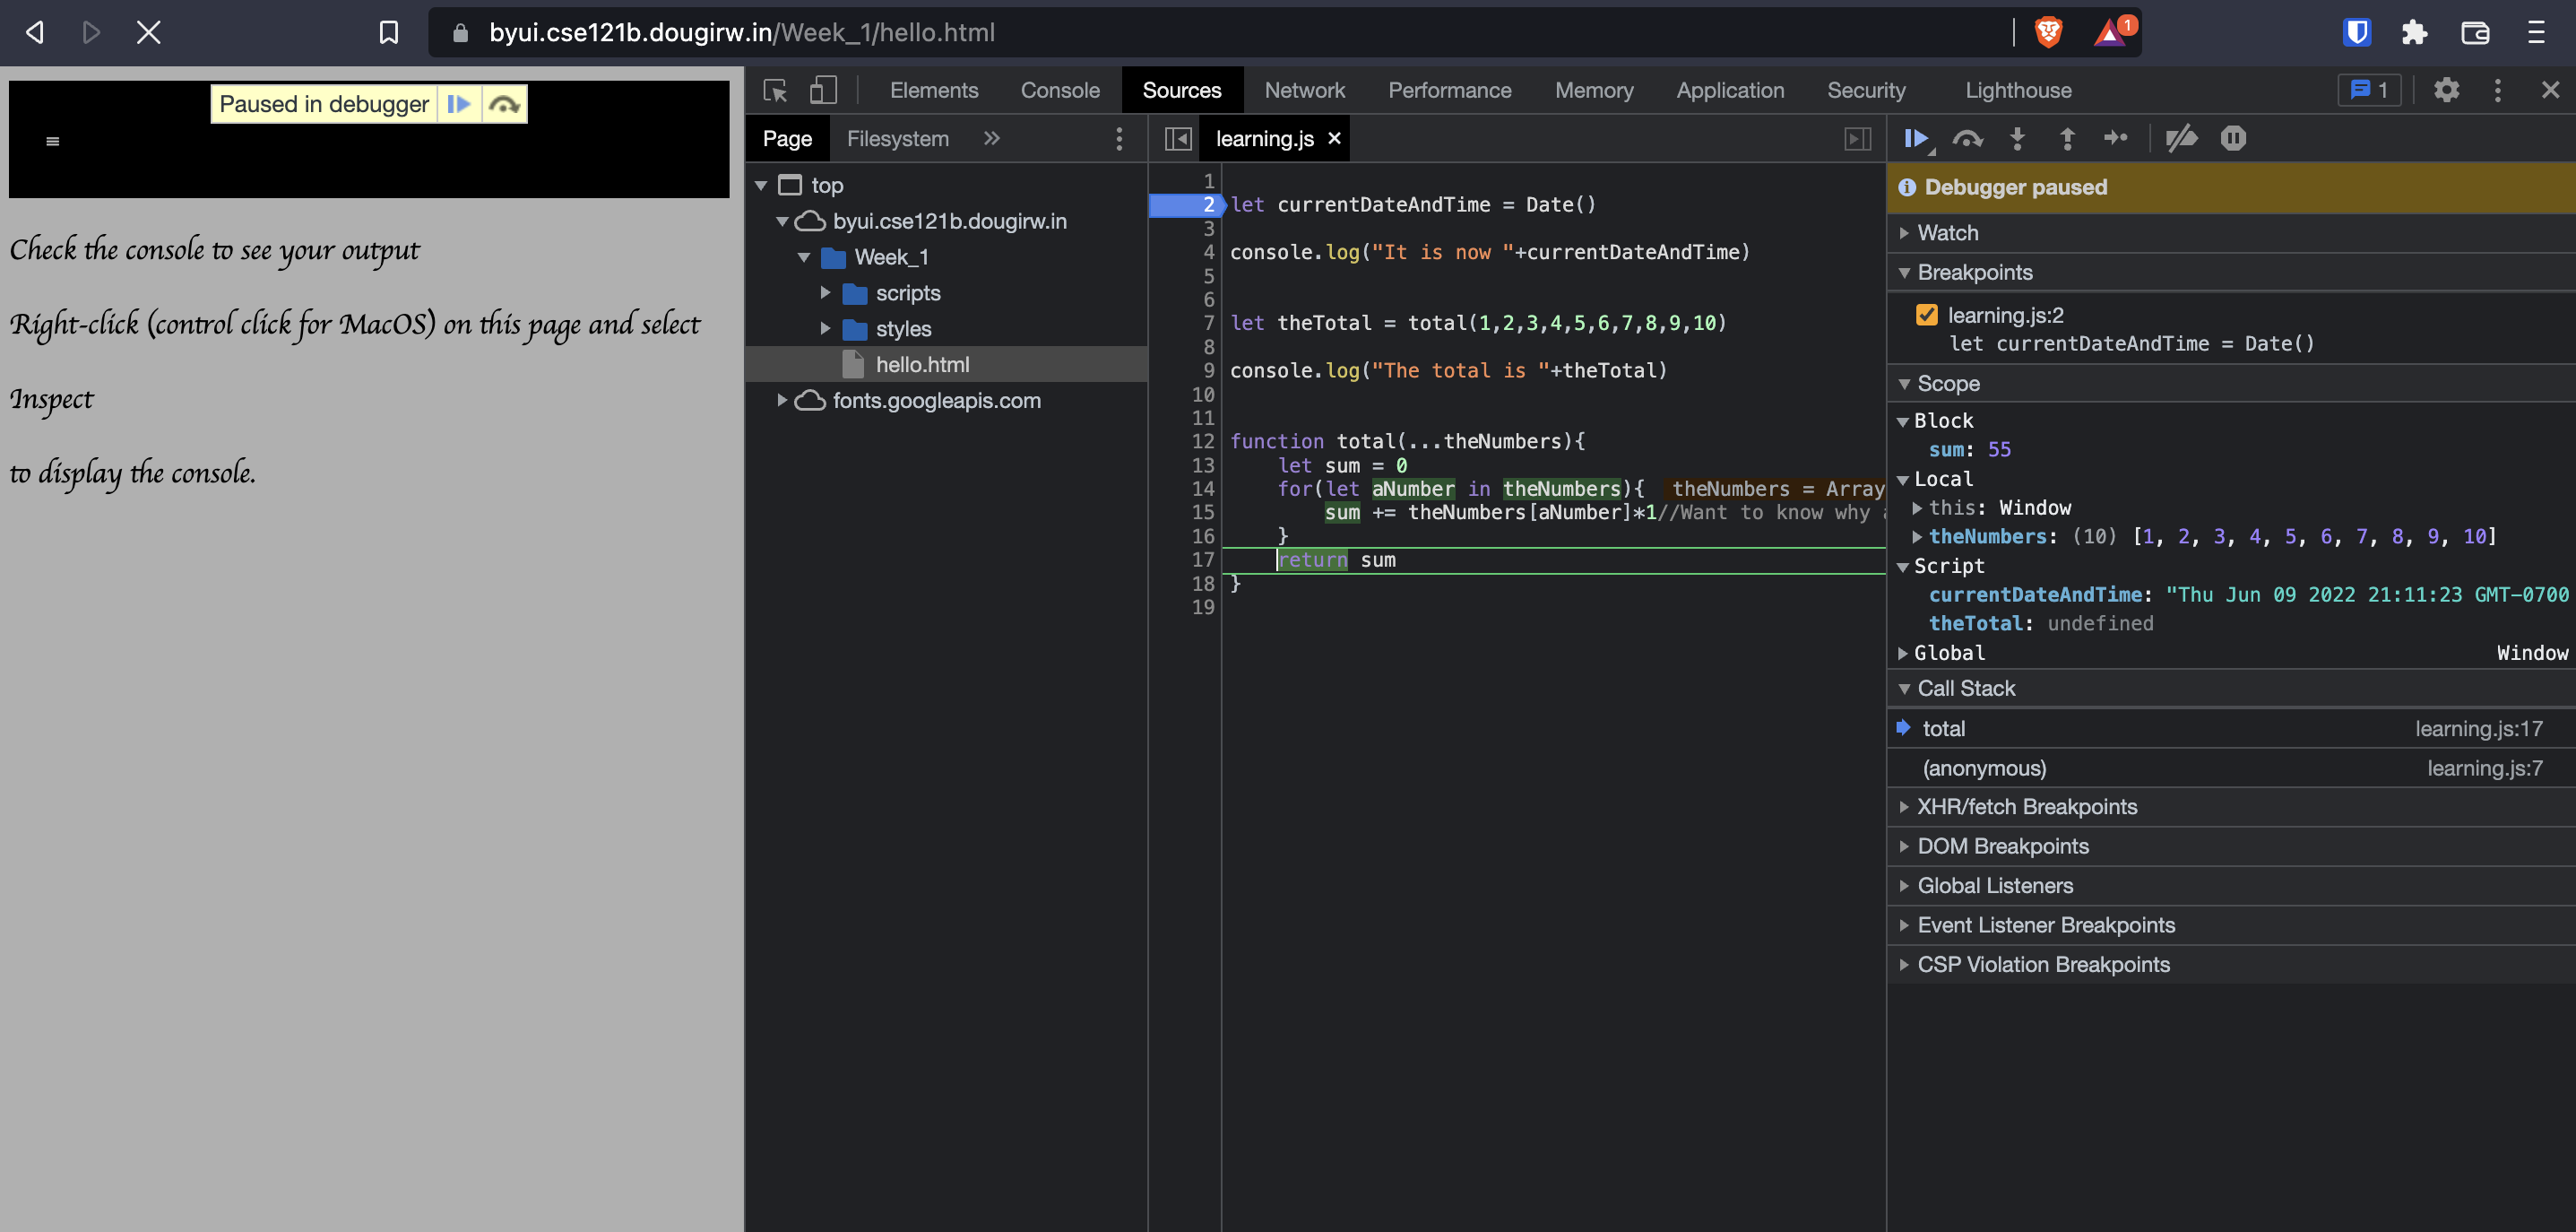 byui.cse121b.dougirw.in/Week_1/hello.html
1
Paused in debugger
Check the console to see your output
Right-click (control click for MacOS) on this page and select
Inspect
to display the console.
Elements Console Sources Network Performance Memory Application Security Lighthouse 1
Page Filesystem
top
byui.cse121b.dougirw.in
Week_1
scripts
styles
hello.html
fonts.googleapis.com
learning.js
1
2 let currentDateAndTime = Date()
3
4 console.log("It is now "+currentDateAndTime)
5
6
7 let theTotal = total(1,2,3,4,5,6,7,8,9,10)
8
9 console.log("The total is "+theTotal)
10
11
12 function total(...theNumbers){
13 let sum = 0
14 for(let aNumber in theNumbers){ theNumbers = Array
15 sum += theNumbers[aNumber]*1//Want to know why
16 }
17 return sum
18 }
19
Debugger paused
Watch
Breakpoints
learning.js:2
let currentDateAndTime = Date()
Scope
Block
sum: 55
Local
this: Window
theNumbers: (10) [1, 2, 3, 4, 5, 6, 7, 8, 9, 10]
Script
currentDateAndTime: "Thu Jun 09 2022 21:11:23 GMT-0700
theTotal: undefined
Global Window
Call Stack
total learning.js:17
(anonymous) learning.js:7
XHR/fetch Breakpoints
DOM Breakpoints
Global Listeners
Event Listener Breakpoints
CSP Violation Breakpoints